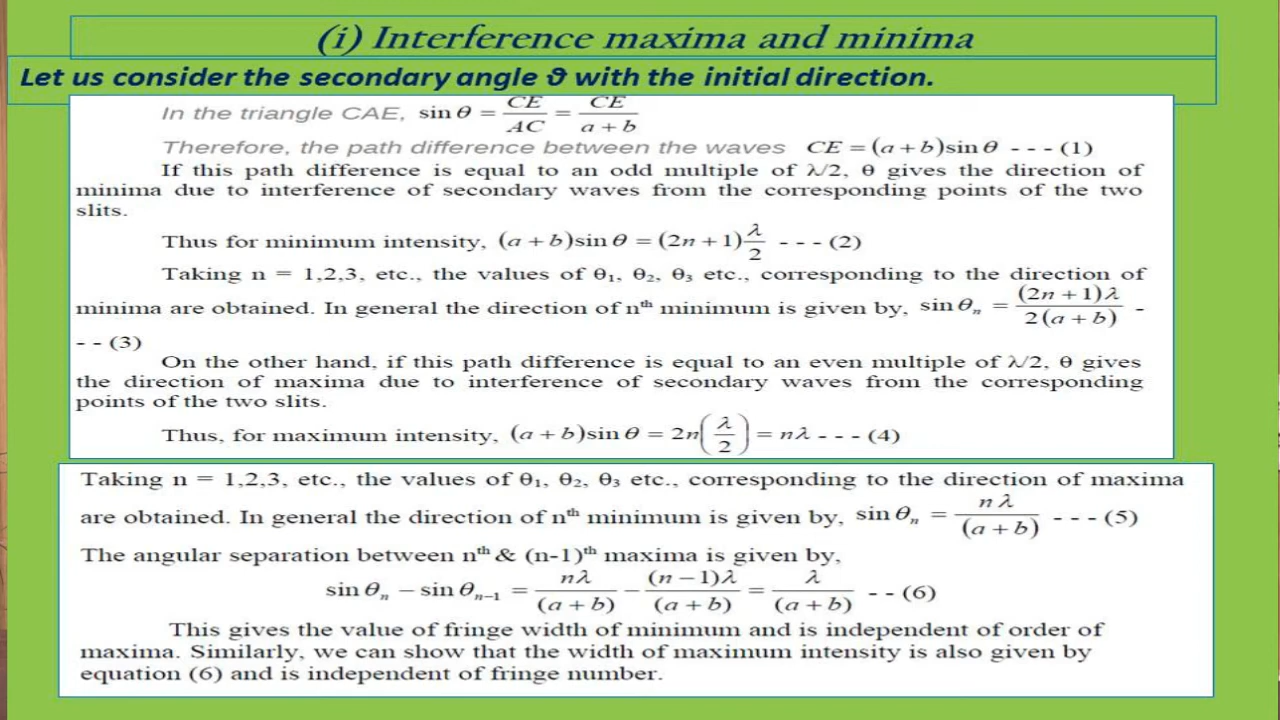 (i) Interference maxima and minima
Let us consider the secondary angle ϑ with the initial direction.
In the triangle CAE, sin θ = CE/AC = CE/(a + b)
Therefore, the path difference between the waves CE = (a + b)sin θ - - - (1)
If this path difference is equal to an odd multiple of λ/2, θ gives the direction of
minima due to interference of secondary waves from the corresponding points of the two
slits.
Thus for minimum intensity, (a + b)sin θ = (2n + 1) λ/2 - - - (2)
Taking n = 1,2,3, etc., the values of θ₁, θ₂, θ₃ etc., corresponding to the direction of
minima are obtained. In general the direction of nᵗʰ minimum is given by, sin θₙ = (2n + 1)λ / 2(a + b) -
- - (3)
On the other hand, if this path difference is equal to an even multiple of λ/2, θ gives
the direction of maxima due to interference of secondary waves from the corresponding
points of the two slits.
Thus, for maximum intensity, (a + b)sin θ = 2n(λ/2) = nλ - - - (4)
Taking n = 1,2,3, etc., the values of θ₁, θ₂, θ₃ etc., corresponding to the direction of maxima
are obtained. In general the direction of nᵗʰ minimum is given by, sin θₙ = nλ/(a + b) - - - (5)
The angular separation between nᵗʰ & (n-1)ᵗʰ maxima is given by,
sin θₙ − sin θₙ₋₁ = nλ/(a + b) − (n − 1)λ/(a + b) = λ/(a + b) - - (6)
This gives the value of fringe width of minimum and is independent of order of
maxima. Similarly, we can show that the width of maximum intensity is also given by
equation (6) and is independent of fringe number.